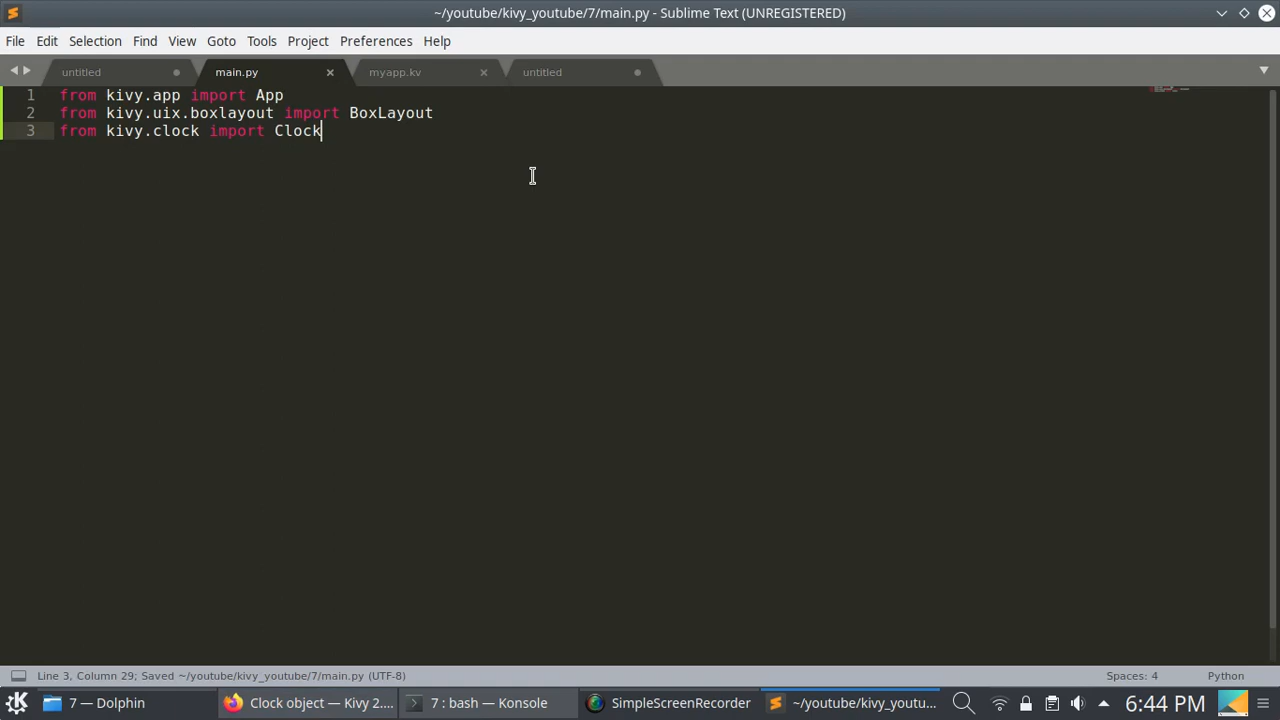 ~/youtube/kivy_youtube/7/main.py - Sublime Text (UNREGISTERED)
File Edit Selection Find View Goto Tools Project Preferences Help
untitled main.py myapp.kv untitled
1 from kivy.app import App
2 from kivy.uix.boxlayout import BoxLayout
3 from kivy.clock import Clock
Line 3, Column 29; Saved ~/youtube/kivy_youtube/7/main.py (UTF-8) Spaces: 4 Python
7 — Dolphin Clock object — Kivy 2.... 7 : bash — Konsole SimpleScreenRecorder ~/youtube/kivy_youtu... 6:44 PM